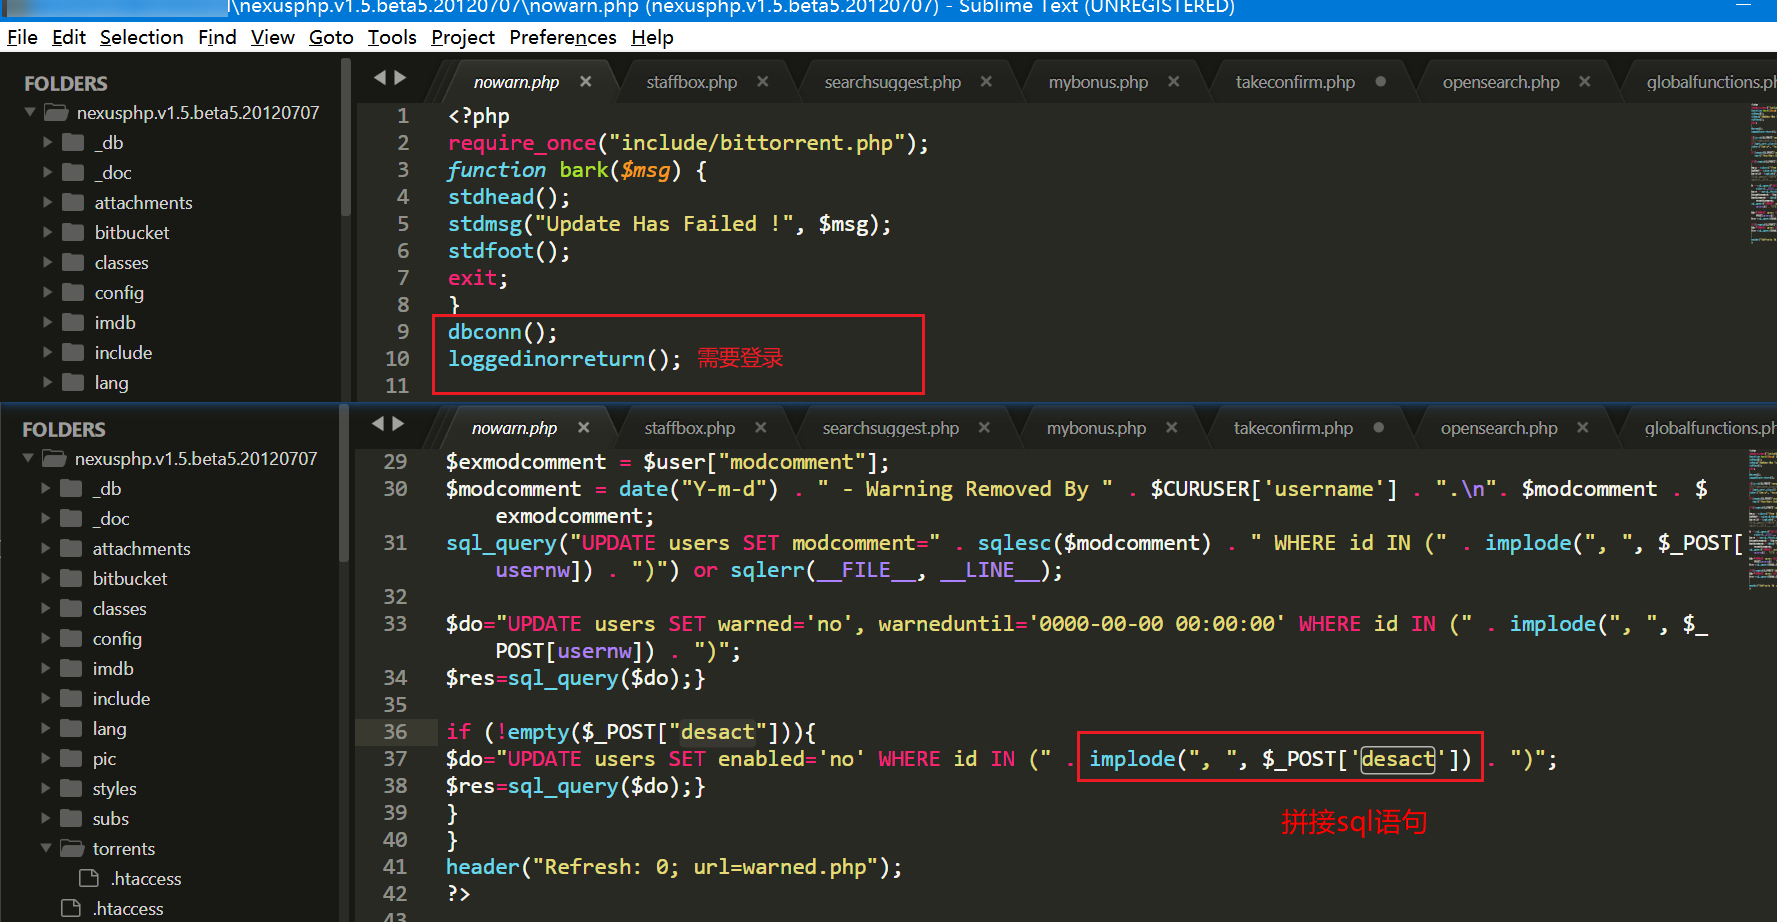 \nexusphp.v1.5.beta5.20120707\nowarn.php (nexusphp.v1.5.beta5.20120707) - Sublime Text (UNREGISTERED)
File Edit Selection Find View Goto Tools Project Preferences Help
FOLDERS
nexusphp.v1.5.beta5.20120707
_db
_doc
attachments
bitbucket
classes
config
imdb
include
lang
nowarn.php × staffbox.php × searchsuggest.php × mybonus.php × takeconfirm.php ● opensearch.php × globalfunctions.ph
1 <?php
2 require_once("include/bittorrent.php");
3 function bark($msg) {
4 stdhead();
5 stdmsg("Update Has Failed !", $msg);
6 stdfoot();
7 exit;
8 }
9 dbconn();
10 loggedinorreturn(); 需要登录
11
FOLDERS
nexusphp.v1.5.beta5.20120707
_db
_doc
attachments
bitbucket
classes
config
imdb
include
lang
pic
styles
subs
torrents
.htaccess
.htaccess
nowarn.php × staffbox.php × searchsuggest.php × mybonus.php × takeconfirm.php ● opensearch.php × globalfunctions.ph
29 $exmodcomment = $user["modcomment"];
30 $modcomment = date("Y-m-d") . " - Warning Removed By " . $CURUSER['username'] . ".\n". $modcomment . $
exmodcomment;
31 sql_query("UPDATE users SET modcomment=" . sqlesc($modcomment) . " WHERE id IN (" . implode(", ", $_POST[
usernw]) . ")") or sqlerr(__FILE__, __LINE__);
32
33 $do="UPDATE users SET warned='no', warneduntil='0000-00-00 00:00:00' WHERE id IN (" . implode(", ", $_
POST[usernw]) . ")";
34 $res=sql_query($do);}
35
36 if (!empty($_POST["desact"])){
37 $do="UPDATE users SET enabled='no' WHERE id IN (" . implode(", ", $_POST['desact']) . ")";
38 $res=sql_query($do);}
39 }
拼接sql语句
40 }
41 header("Refresh: 0; url=warned.php");
42 ?>
43